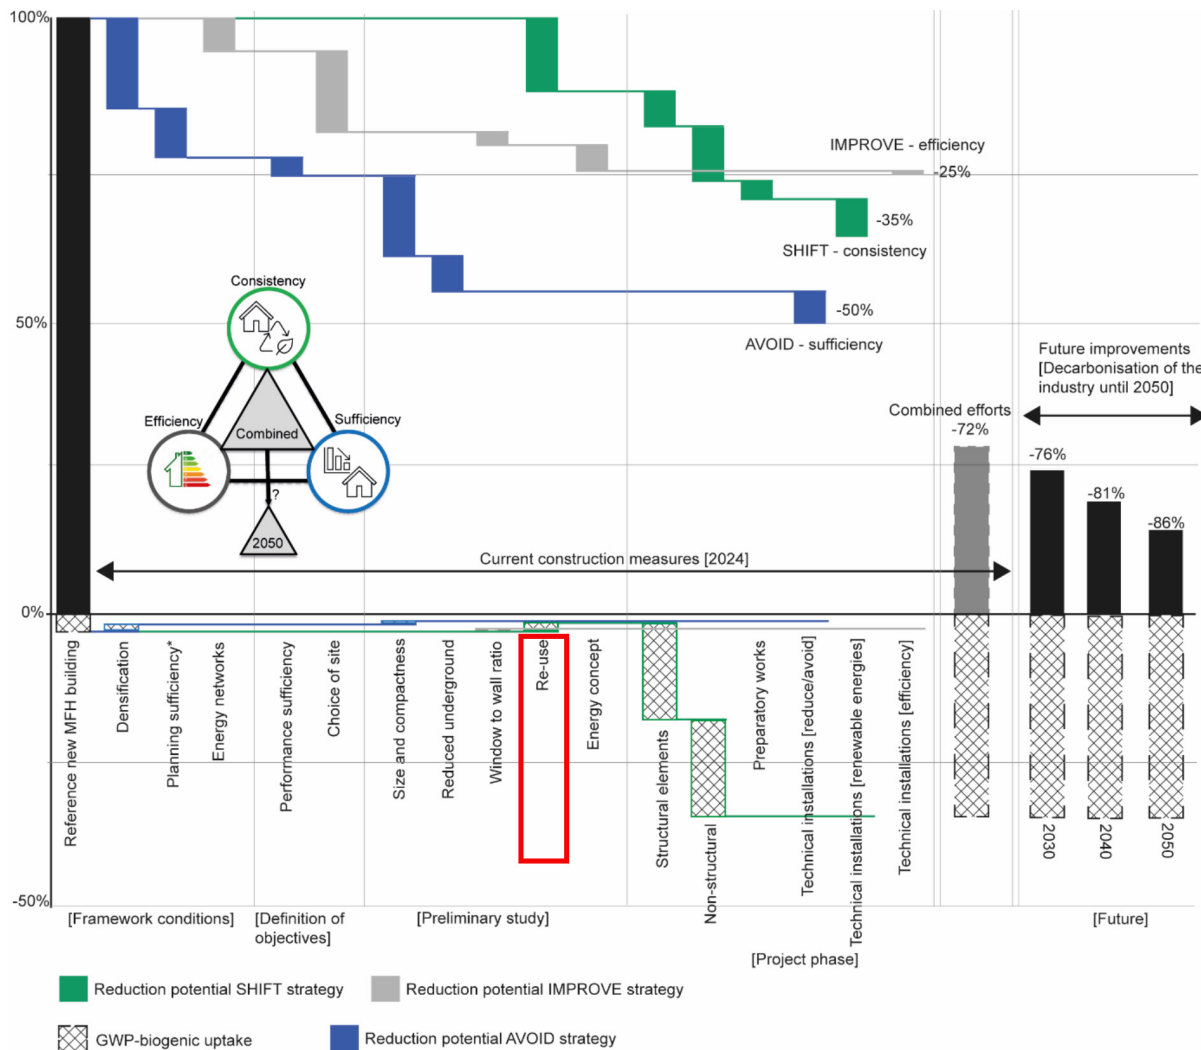 100%
50%
0%
-50%
IMPROVE - efficiency
-25%
-35%
SHIFT - consistency
-50%
AVOID - sufficiency
Consistency
Efficiency
Sufficiency
Combined
?
2050
Future improvements
[Decarbonisation of the
industry until 2050]
Combined efforts
-72%
-76%
-81%
-86%
Current construction measures [2024]
Reference new MFH building
Densification
Planning sufficiency*
Energy networks
Performance sufficiency
Choice of site
Size and compactness
Reduced underground
Window to wall ratio
Re-use
Energy concept
Structural elements
Non-structural
Preparatory works
Technical installations [reduce/avoid]
Technical installations [renewable energies]
Technical installations [efficiency]
2030
2040
2050
[Framework conditions]
[Definition of
objectives]
[Preliminary study]
[Project phase]
[Future]
Reduction potential SHIFT strategy
Reduction potential IMPROVE strategy
GWP-biogenic uptake
Reduction potential AVOID strategy